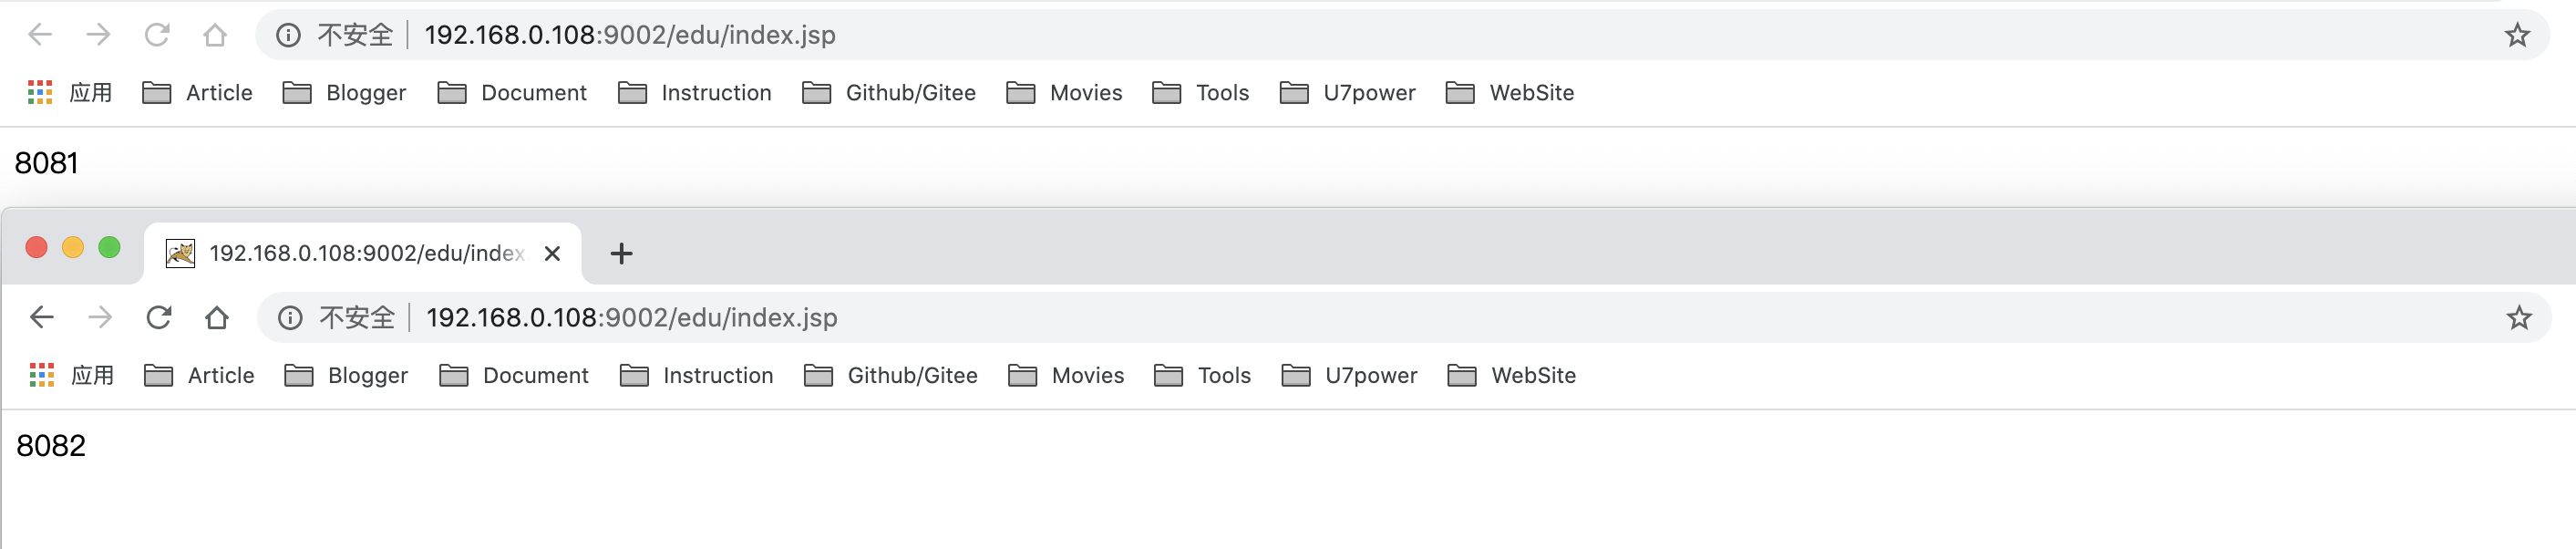 不安全 192.168.0.108:9002/edu/index.jsp
应用 Article Blogger Document Instruction Github/Gitee Movies Tools U7power WebSite
8081
192.168.0.108:9002/edu/index
不安全 192.168.0.108:9002/edu/index.jsp
应用 Article Blogger Document Instruction Github/Gitee Movies Tools U7power WebSite
8082